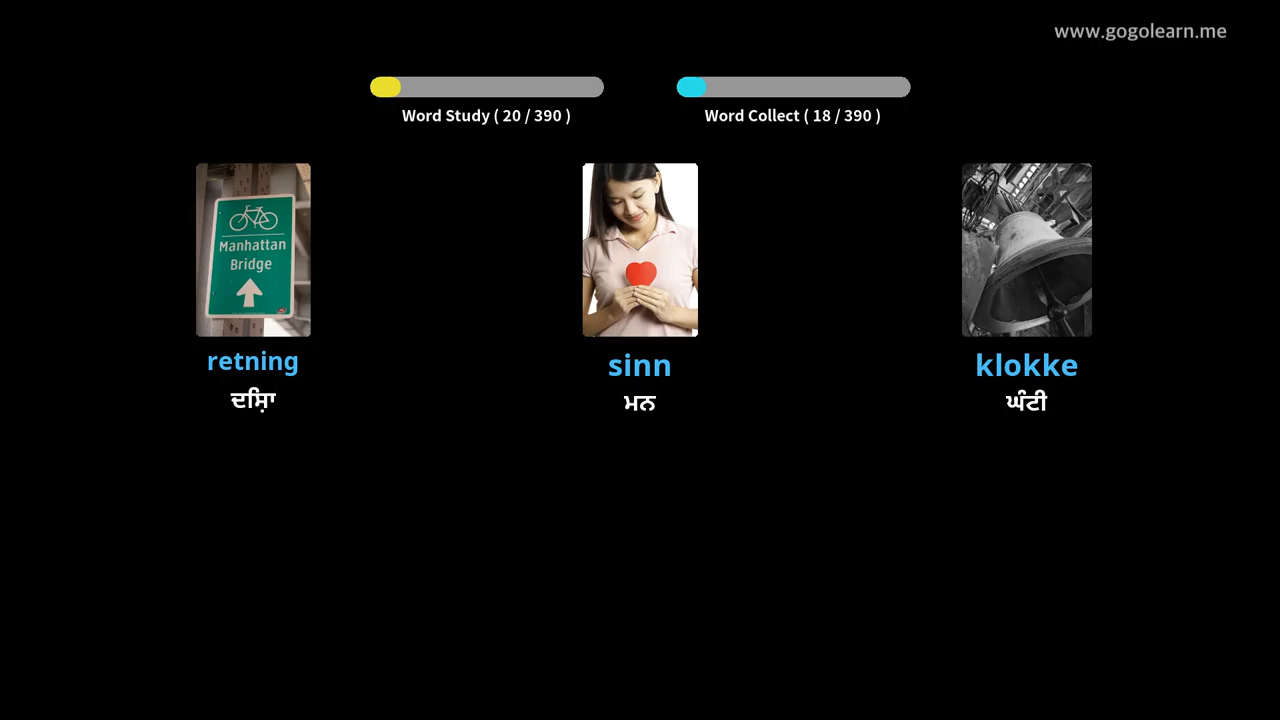 www.gogolearn.me
Word Study ( 20 / 390 )
Word Collect ( 18 / 390 )
Manhattan
Bridge
retning
sinn
klokke
ਦਸ਼ਿਾ
ਮਨ
ਘੰਟੀ